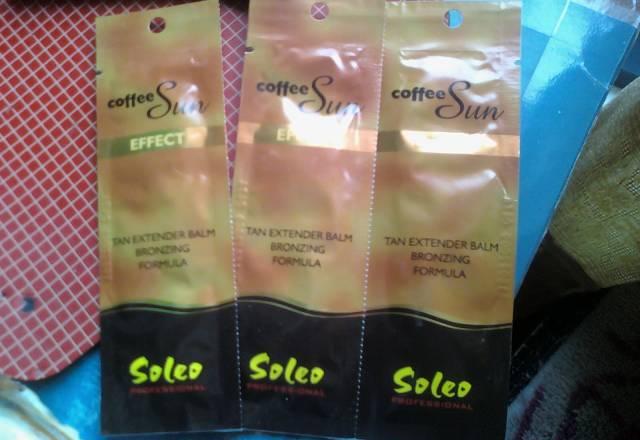 coffee Sun
EFFECT
TAN EXTENDER BALM
BRONZING
FORMULA
Soleo
PROFESSIONAL
coffee Sun
TAN EXTENDER BALM
BRONZING
FORMULA
Soleo
PROFESSIONAL
coffee Sun
TAN EXTENDER BALM
BRONZING
FORMULA
Soleo
PROFESSIONAL